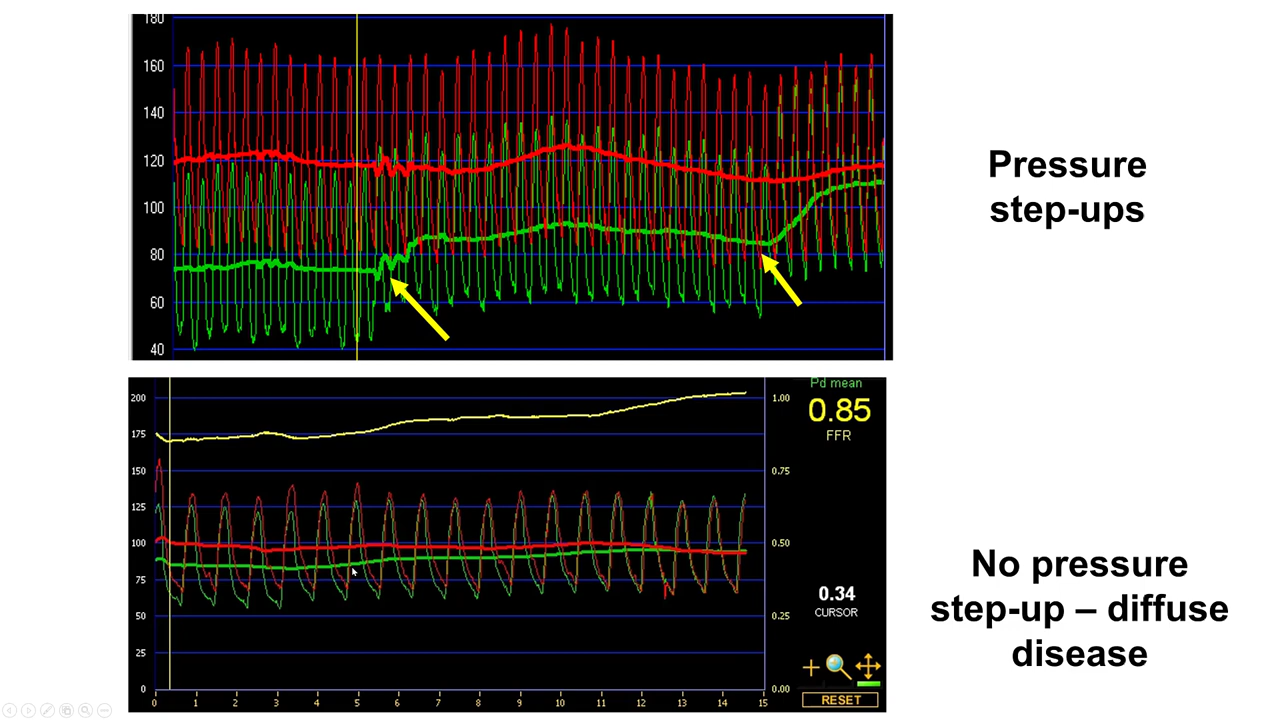 180
160
140
120
100
80
60
40
Pressure
step-ups
Pd mean
0.85
FFR
200
175
150
125
100
75
50
25
0
1.00
0.75
0.50
0.25
0.00
0.34
CURSOR
RESET
0 1 2 3 4 5 6 7 8 9 10 11 12 13 14 15
No pressure
step-up – diffuse
disease